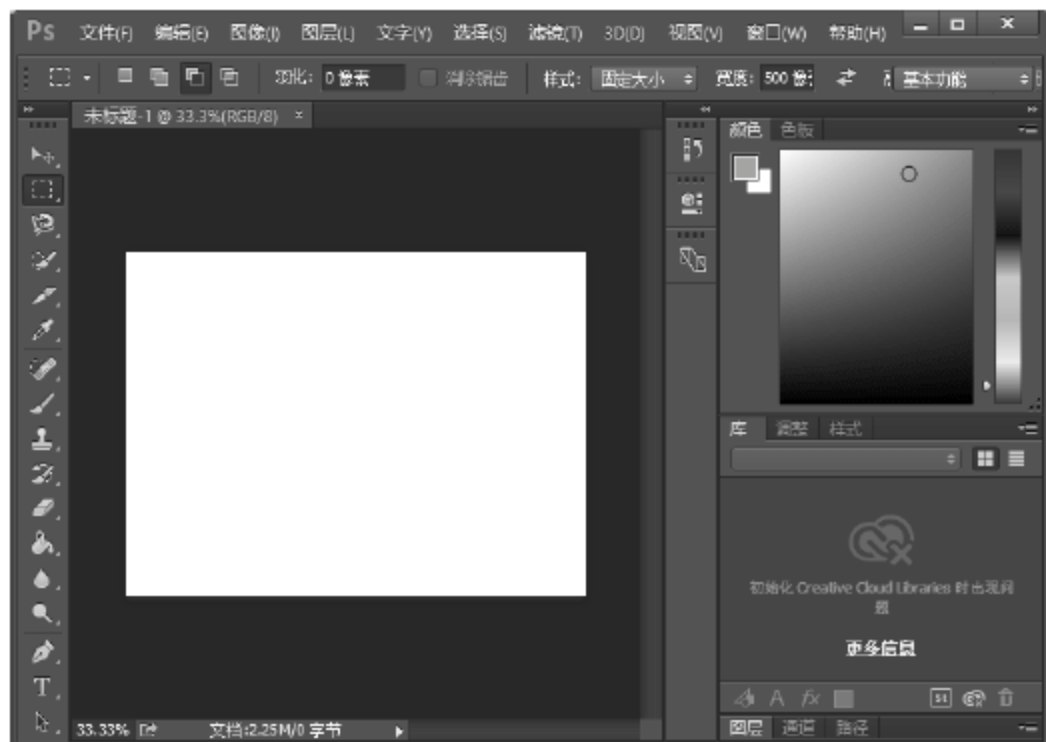 Ps 文件(F) 编辑(E) 图像(I) 图层(L) 文字(Y) 选择(S) 滤镜(T) 3D(D) 视图(V) 窗口(W) 帮助(H)
羽化: 0 像素 消除锯齿 样式: 固定大小 宽度: 500 像 基本功能
未标题-1 @ 33.3%(RGB/8) ×
颜色 色板
库 调整 样式
初始化 Creative Cloud Libraries 时出现问
题
更多信息
A fx St
T
33.33% 文档:2.25M/0 字节
图层 通道 路径